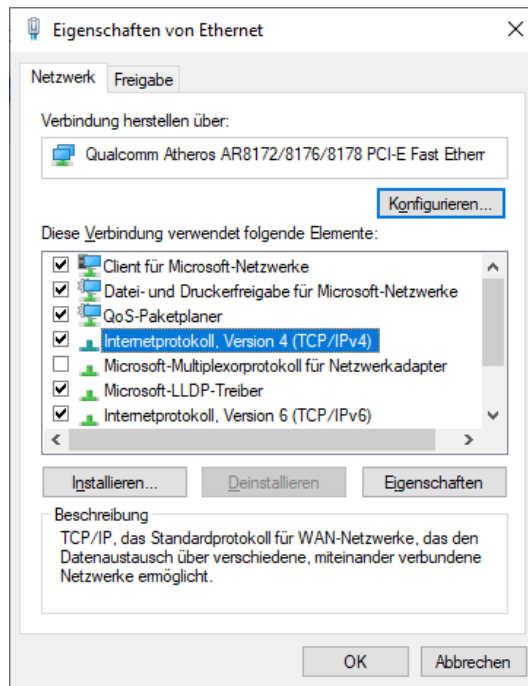 Eigenschaften von Ethernet
Netzwerk
Freigabe
Verbindung herstellen über:
Qualcomm Atheros AR8172/8176/8178 PCI-E Fast
Konfigurieren...
Diese Verbindung verwendet folgende Elemente:
Client für Microsoft-Netzwerke
Datei- und Druckerfreigabe für Microsoft-Netzwerke
QoS-Paketplaner
Internetprotokoll, Version 4 (TCP/IPv4)
Microsoft-Multiplexorprotokoll für Netzwerkadapter
Microsoft-LLDP-Treiber
Internetprotokoll, Version 6 (TCP/IPv6)
Installieren...
Deinstallieren
Eigenschaften
Beschreibung
TCP/IP, das Standardprotokoll für WAN-Netzwerke, das den
Datenaustausch über verschiedene, miteinander verbundene
Netzwerke ermöglicht.
OK
Abbrechen